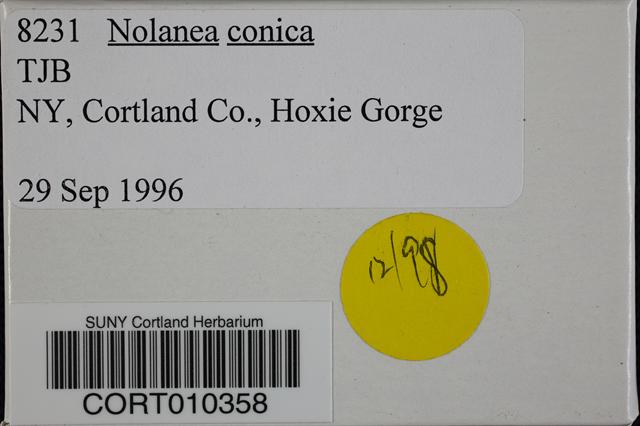 8231 Nolanea conica
TJB
NY, Cortland Co., Hoxie Gorge
29 Sep 1996
12/98
SUNY Cortland Herbarium
CORT010358